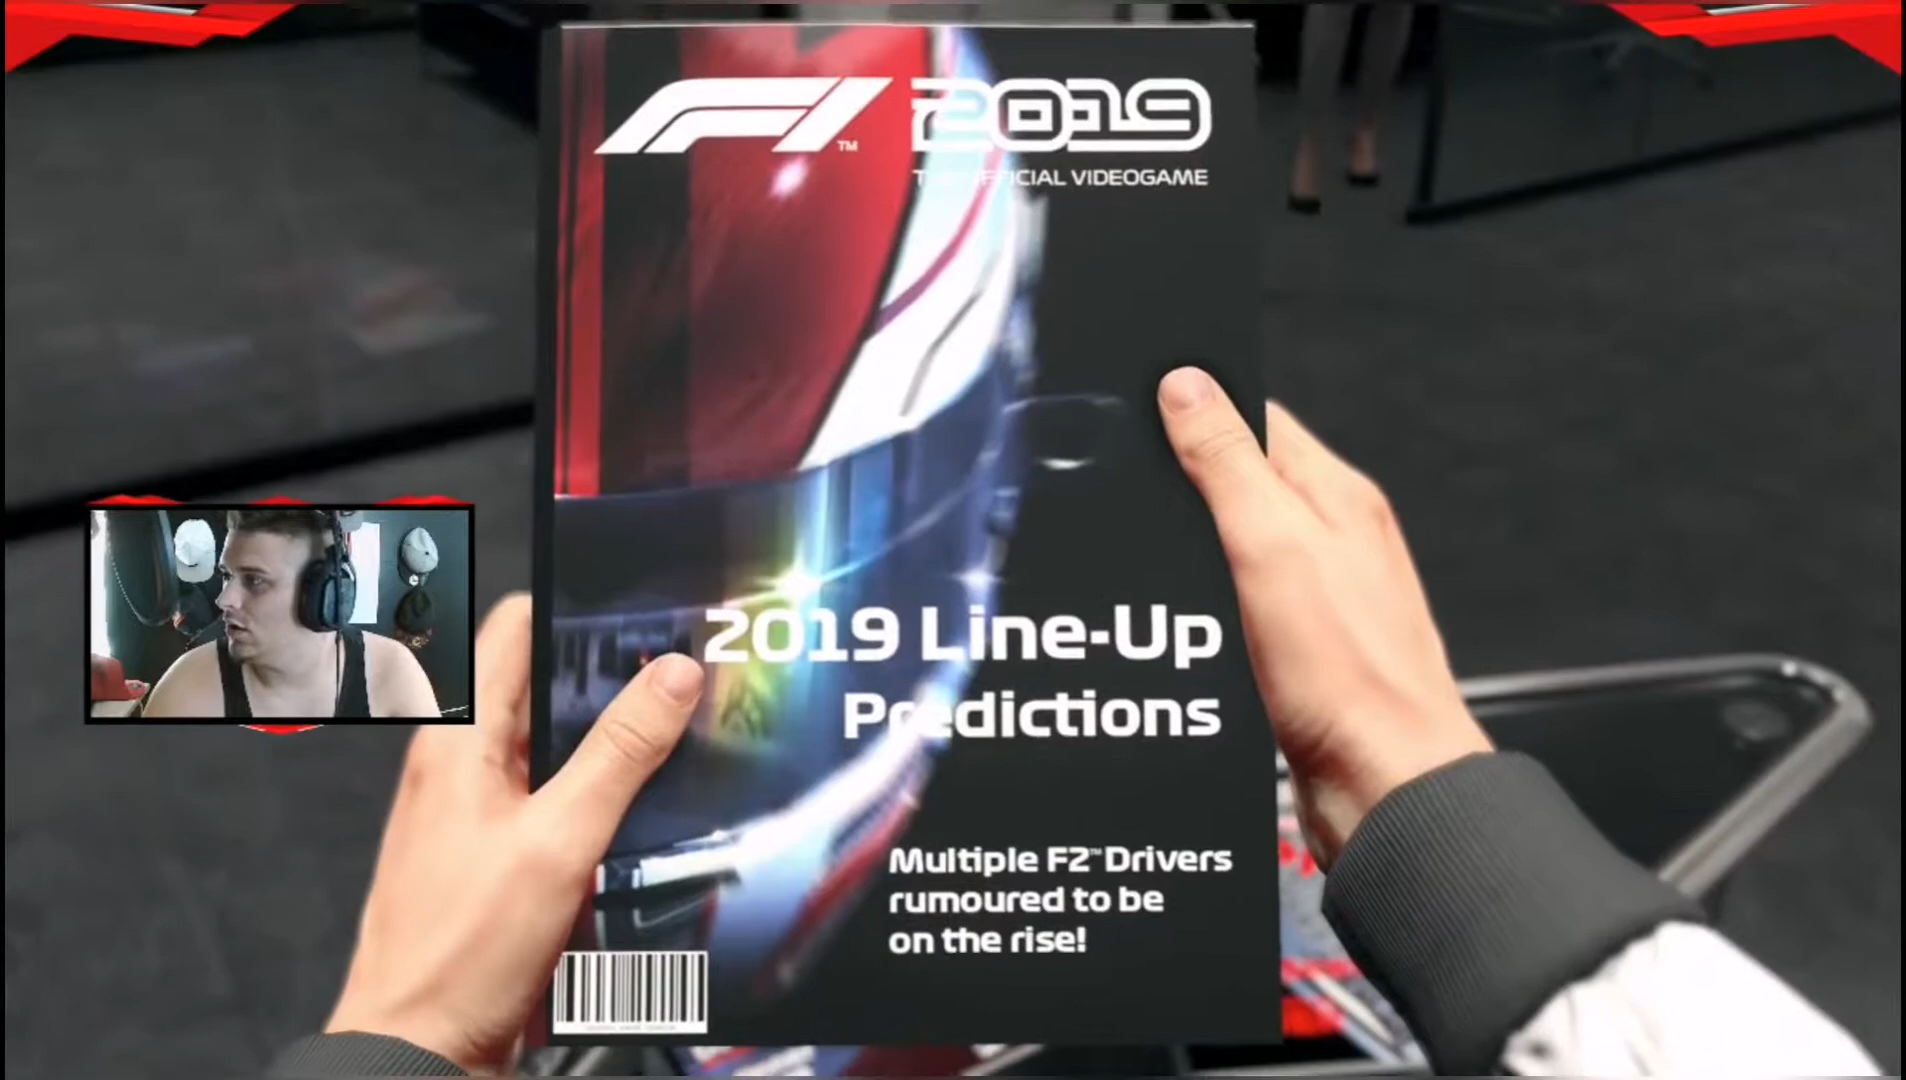 F1™ 2019
THE OFFICIAL VIDEOGAME
2019 Line-Up
Predictions
Multiple F2™ Drivers
rumoured to be
on the rise!